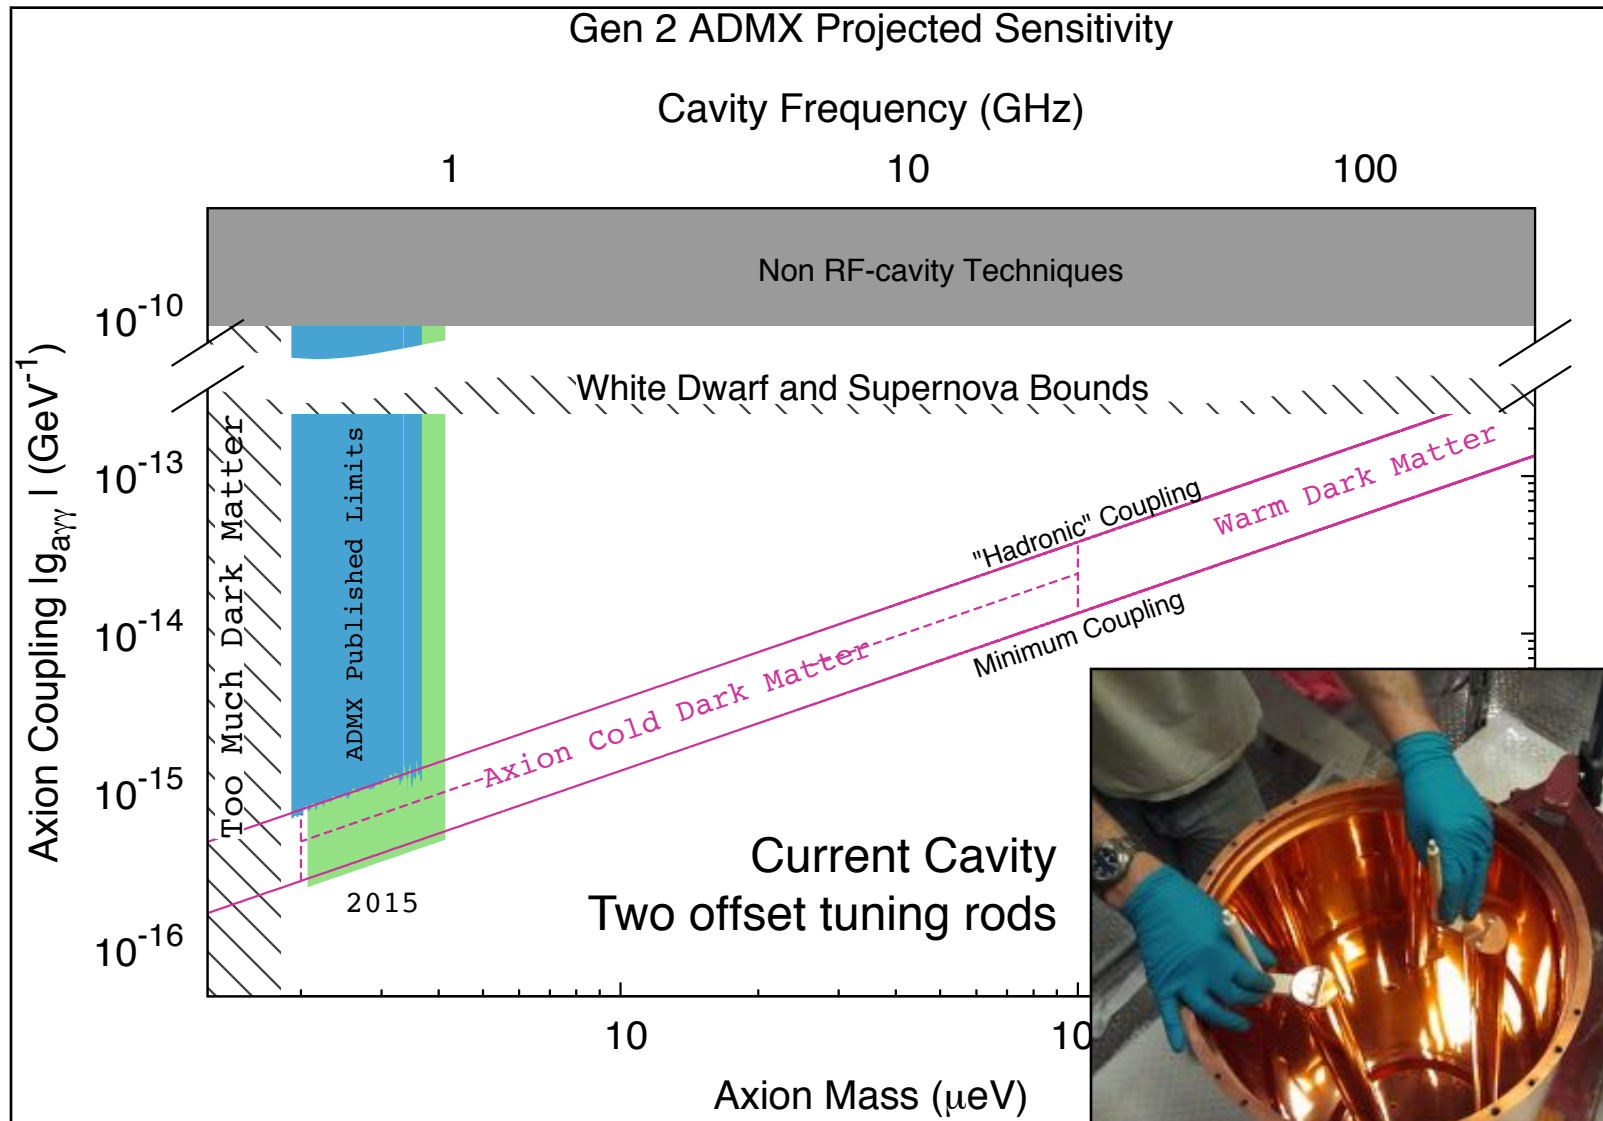 Gen 2 ADMX Projected Sensitivity
Cavity Frequency (GHz)
1 10 100
Non RF-cavity Techniques
10-10
White Dwarf and Supernova Bounds
10-13
10-14
10-15
10-16
Axion Coupling |gaγγ| (GeV-1)
Too Much Dark Matter
ADMX Published Limits
"Hadronic" Coupling
Warm Dark Matter
Minimum Coupling
Axion Cold Dark Matter
2015
Current Cavity
Two offset tuning rods
10 10
Axion Mass (μeV)